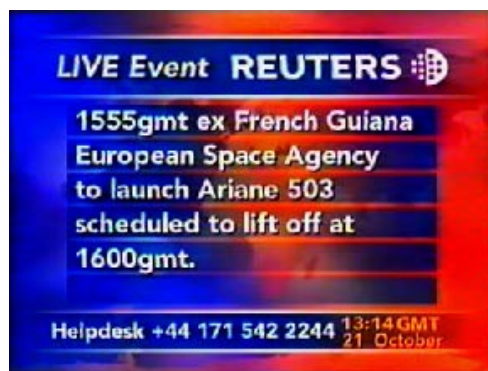 LIVE Event REUTERS
1555gmt ex French Guiana
European Space Agency
to launch Ariane 503
scheduled to lift off at
1600gmt.
Helpdesk +44 171 542 2244 13:14GMT
21 October